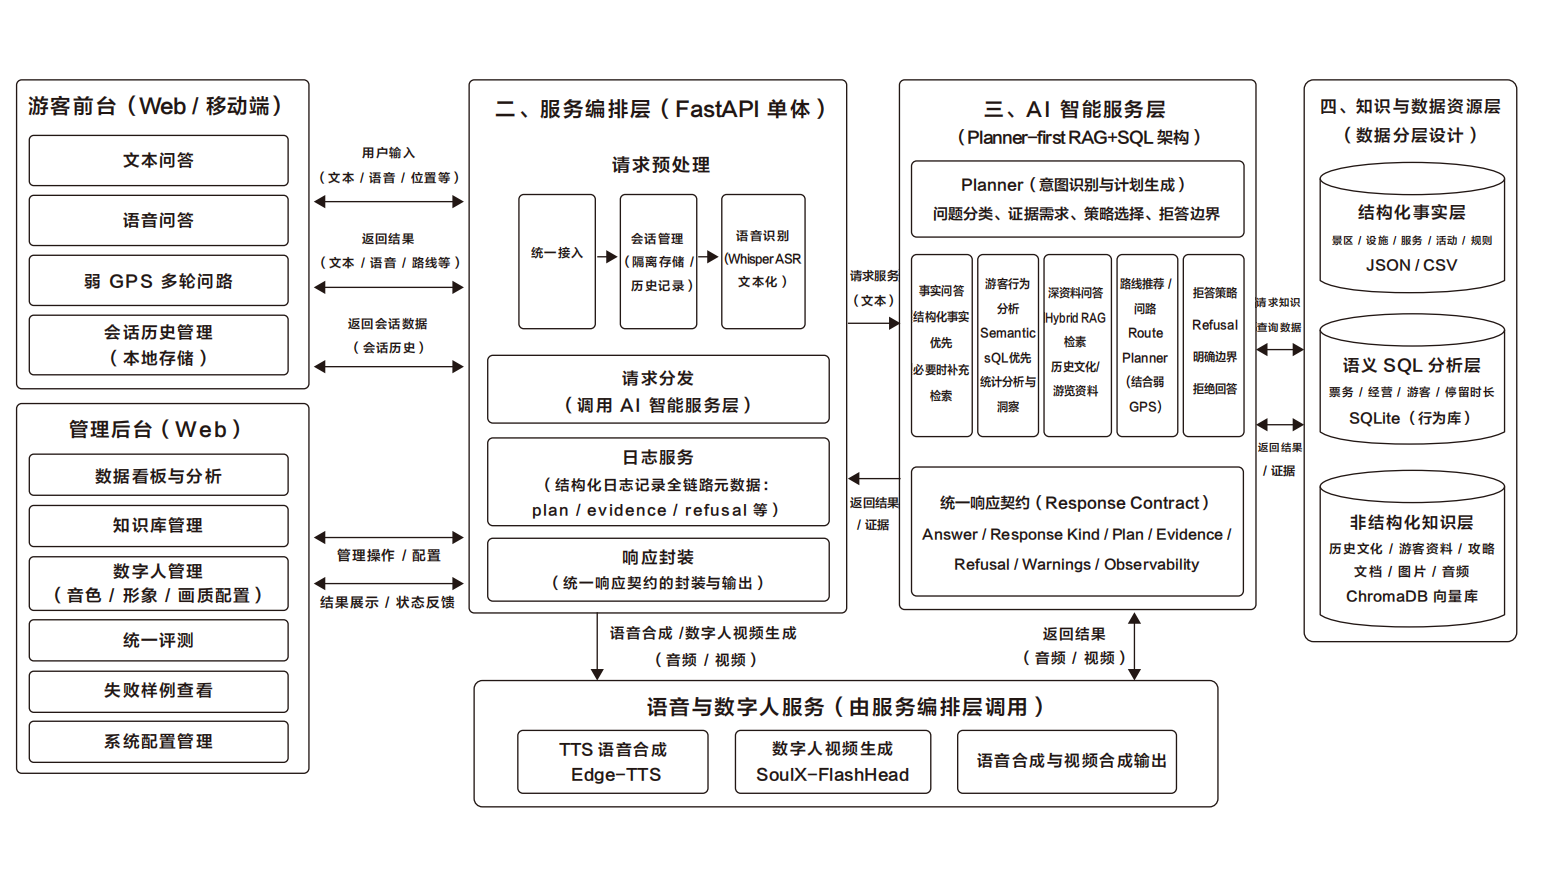 游客前台（Web / 移动端）
文本问答
语音问答
弱 GPS 多轮问路
会话历史管理
（本地存储）
管理后台（Web）
数据看板与分析
知识库管理
数字人管理
（音色 / 形象 / 画质配置）
统一评测
失败样例查看
系统配置管理
用户输入
（文本 / 语音 / 位置等）
返回结果
（文本 / 语音 / 路线等）
返回会话数据
（会话历史）
管理操作 / 配置
结果展示 / 状态反馈
二、服务编排层（FastAPI 单体）
请求预处理
统一接入
会话管理
（隔离存储 /
历史记录）
语音识别
(Whisper ASR
文本化）
请求分发
（调用 AI 智能服务层）
日志服务
（结构化日志记录全链路元数据：
plan / evidence / refusal 等）
响应封装
（统一响应契约的封装与输出）
请求服务
（文本）
返回结果
/ 证据
三、AI 智能服务层
（Planner-first RAG+SQL 架构）
Planner（意图识别与计划生成）
问题分类、证据需求、策略选择、拒答边界
事实问答
结构化事实
优先
必要时补充
检索
游客行为
分析
Semantic
sQL优先
统计分析与
洞察
深资料问答
Hybrid RAG
检索
历史文化/
游览资料
路线推荐 /
问路
Route
Planner
(结合弱
GPS)
拒答策略
Refusal
明确边界
拒绝回答
统一响应契约（Response Contract）
Answer / Response Kind / Plan / Evidence /
Refusal / Warnings / Observability
请求知识
查询数据
返回结果
/ 证据
四、知识与数据资源层
（数据分层设计）
结构化事实层
景区 / 设施 / 服务 / 活动 / 规则
JSON / CSV
语义 SQL 分析层
票务 / 经营 / 游客 / 停留时长
SQLite（行为库）
非结构化知识层
历史文化 / 游客资料 / 攻略
文档 / 图片 / 音频
ChromaDB 向量库
语音合成 /数字人视频生成
（音频 / 视频）
返回结果
（音频 / 视频）
语音与数字人服务（由服务编排层调用）
TTS 语音合成
Edge-TTS
数字人视频生成
SoulX-FlashHead
语音合成与视频合成输出